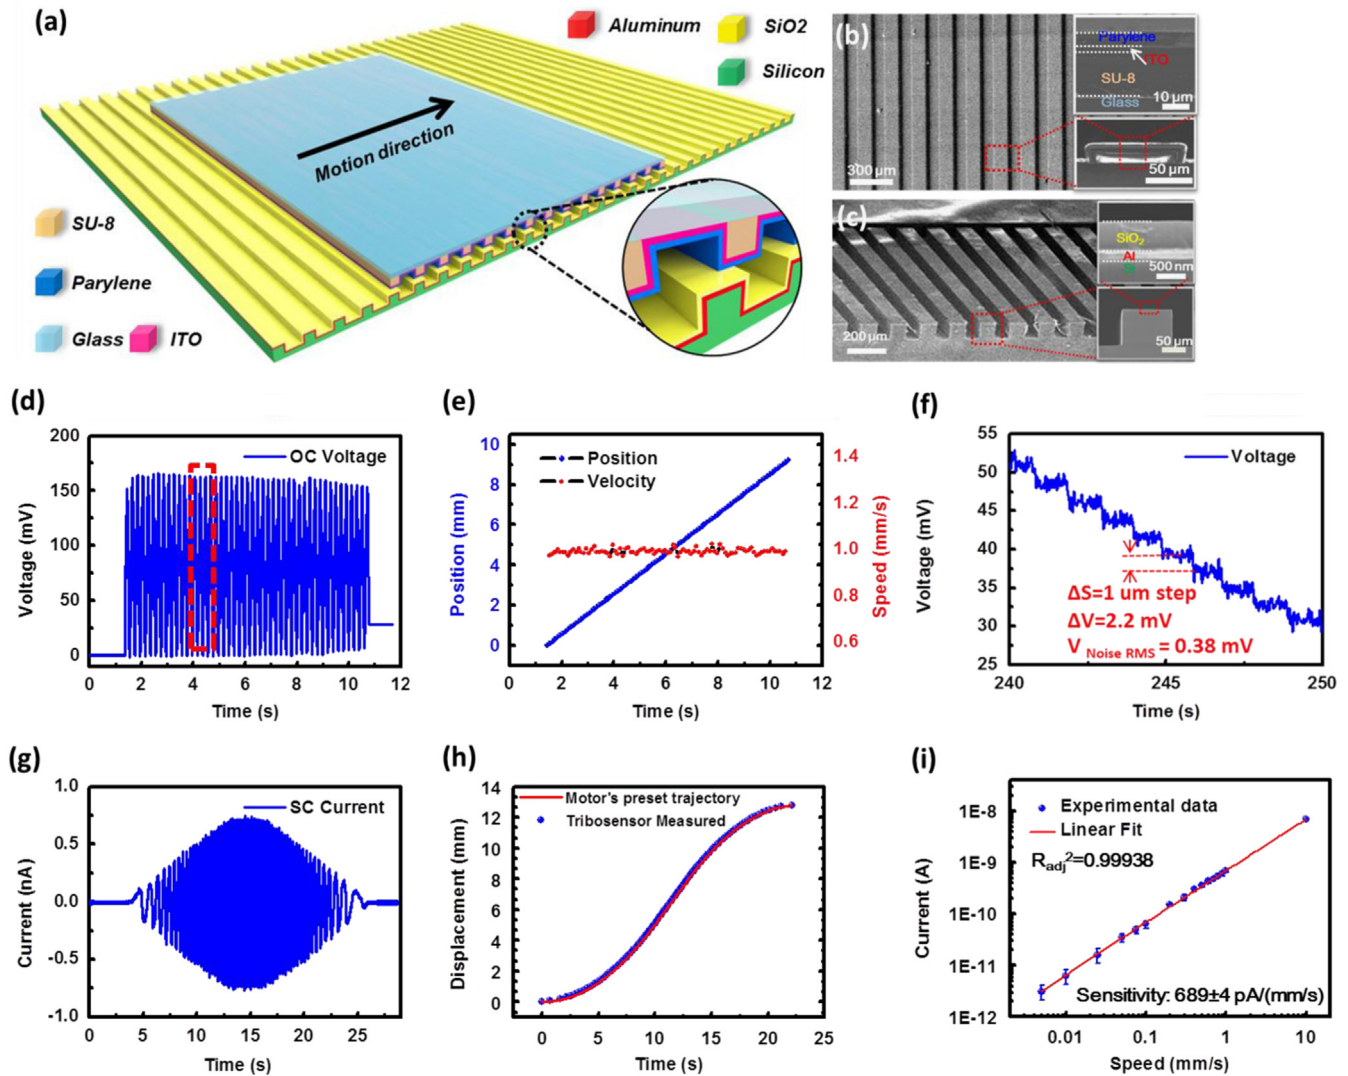 (a)
Aluminum
SiO2
Silicon
Motion direction
SU-8
Parylene
Glass
ITO
(b)
300 μm
Parylene
ITO
SU-8
Glass
10 μm
50 μm
(c)
200 μm
SiO2
Al
Si
500 nm
50 μm
(d)
200
150
100
50
0
Voltage (mV)
OC Voltage
0 2 4 6 8 10 12
Time (s)
(e)
10
8
6
4
2
0
Position (mm)
Position
Velocity
1.4
1.2
1.0
0.8
0.6
Speed (mm/s)
0 2 4 6 8 10 12
Time (s)
(f)
55
50
45
40
35
30
25
Voltage (mV)
Voltage
ΔS=1 um step
ΔV=2.2 mV
V Noise RMS = 0.38 mV
240 245 250
Time (s)
(g)
1.0
0.5
0.0
-0.5
-1.0
Current (nA)
SC Current
0 5 10 15 20 25
Time (s)
(h)
14
12
10
8
6
4
2
0
Displacement (mm)
Motor's preset trajectory
Tribosensor Measured
0 5 10 15 20 25
Time (s)
(i)
1E-8
1E-9
1E-10
1E-11
1E-12
Current (A)
Experimental data
Linear Fit
Radj2=0.99938
Sensitivity: 689±4 pA/(mm/s)
0.01 0.1 1 10
Speed (mm/s)